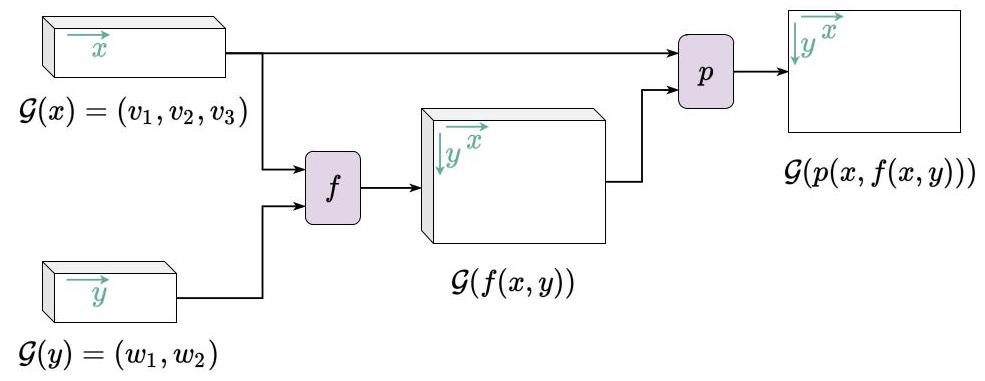 x
𝒢(x) = (v₁, v₂, v₃)
y
𝒢(y) = (w₁, w₂)
f
y x
𝒢(f(x, y))
p
y x
𝒢(p(x, f(x, y)))